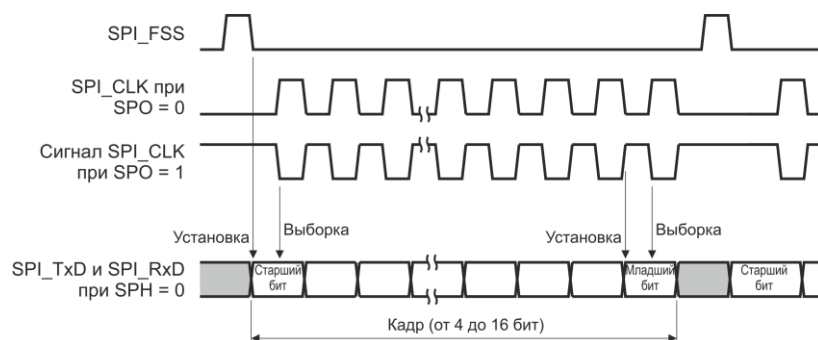 SPI_FSS
SPI_CLK при
SPO = 0
Сигнал SPI_CLK
при SPO = 1
Установка
Выборка
Установка
Выборка
SPI_TxD и SPI_RxD
при SPH = 0
Старший
бит
Младший
бит
Старший
бит
Кадр (от 4 до 16 бит)